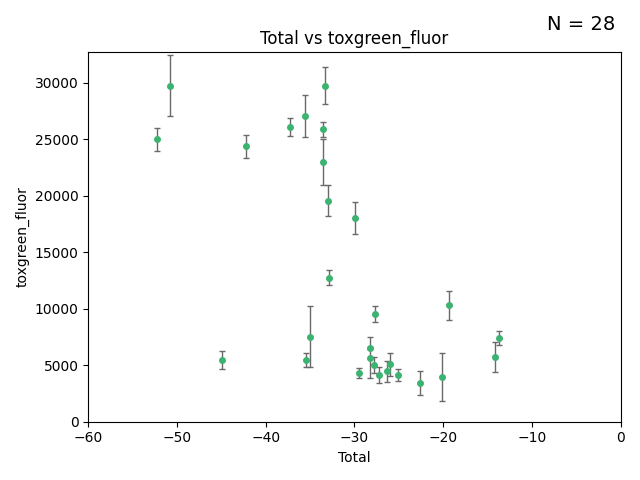 N = 28
Total vs toxgreen_fluor
30000
25000
20000
15000
10000
5000
0
toxgreen_fluor
−60 −50 −40 −30 −20 −10 0
Total